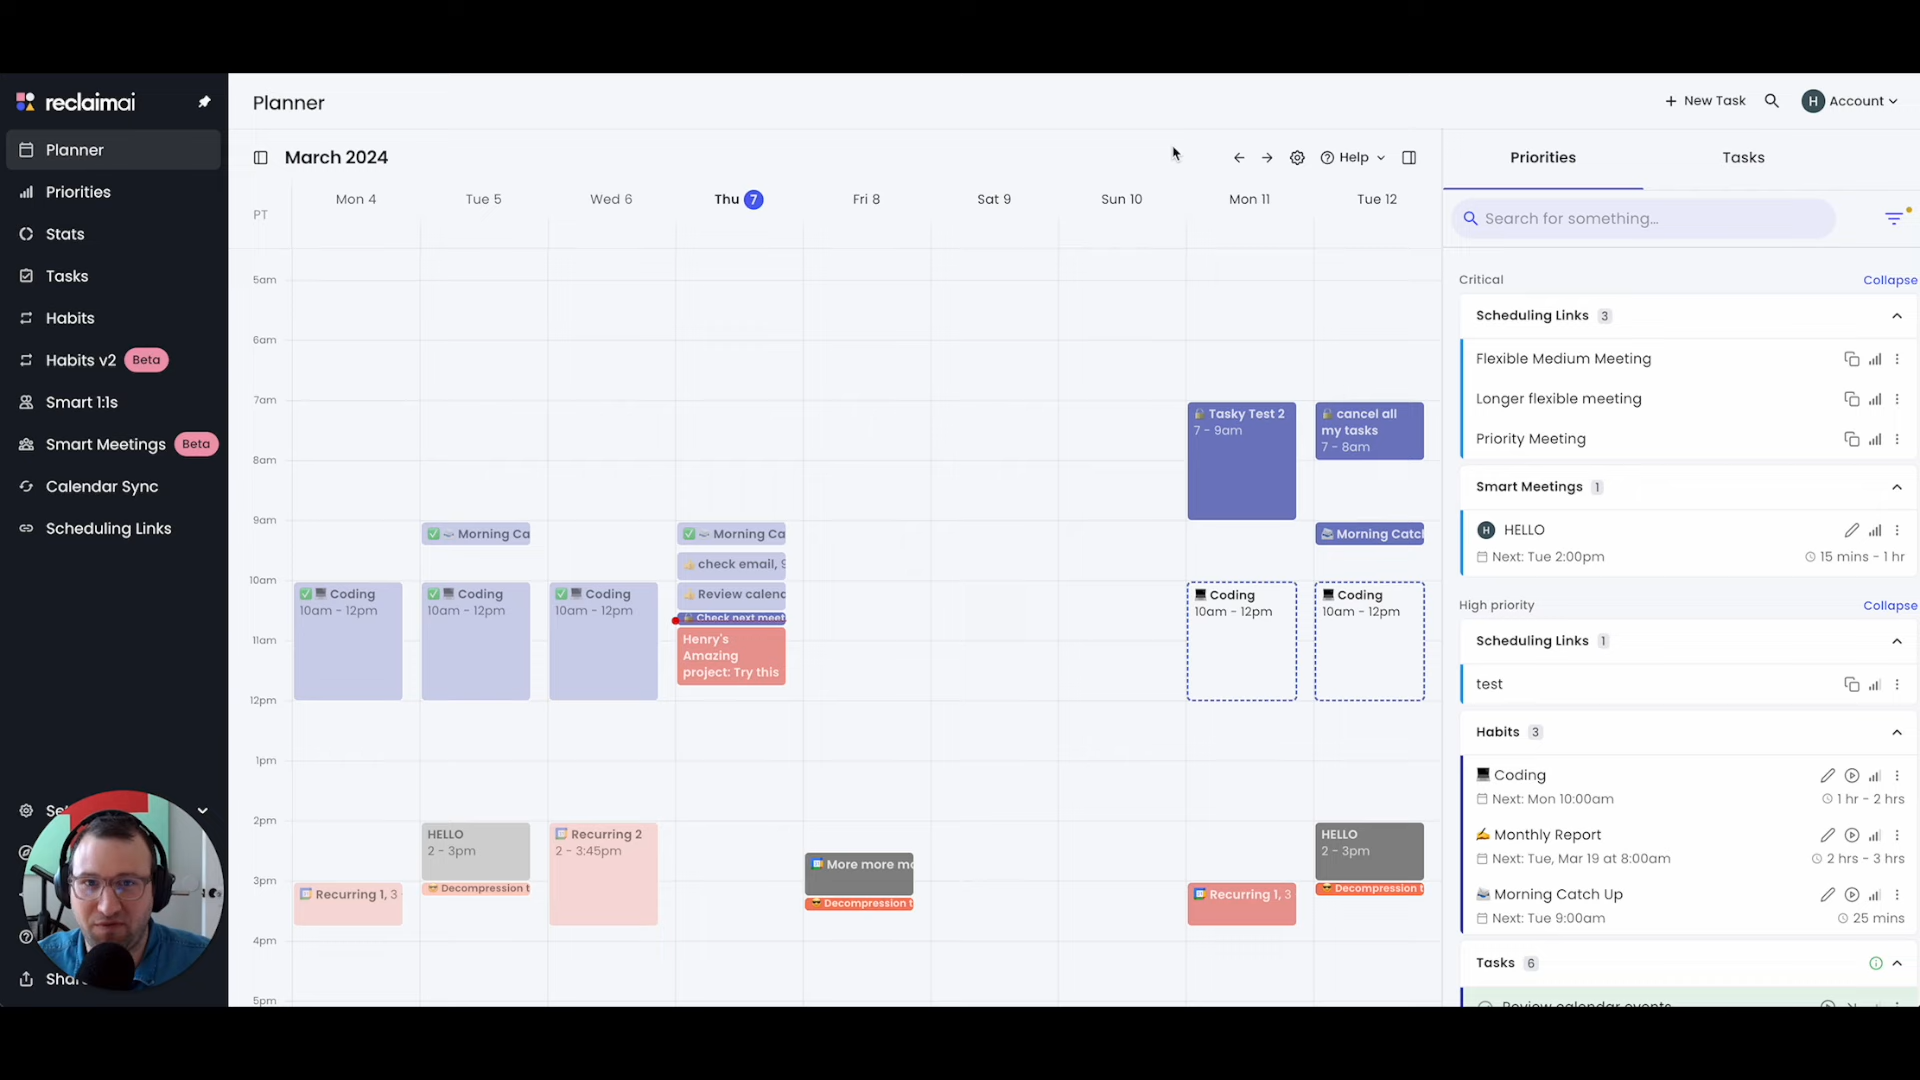 reclaimai
Planner
Priorities
Stats
Tasks
Habits
Habits v2 Beta
Smart 1:1s
Smart Meetings Beta
Calendar Sync
Scheduling Links
Planner
+ New Task
H Account
March 2024
Help
PT
Mon 4
Tue 5
Wed 6
Thu 7
Fri 8
Sat 9
Sun 10
Mon 11
Tue 12
5am
6am
7am
8am
9am
10am
11am
12pm
1pm
2pm
3pm
4pm
5pm
Coding
10am - 12pm
Recurring 1, 3
Morning Ca
Coding
10am - 12pm
HELLO
2 - 3pm
Decompression t
Coding
10am - 12pm
Recurring 2
2 - 3:45pm
Morning Ca
check email, 9
Review calend
Check next meet
Henry's
Amazing
project: Try this
More more mo
Decompression t
Tasky Test 2
7 - 9am
Coding
10am - 12pm
Recurring 1, 3
cancel all
my tasks
7 - 8am
Morning Catch
Coding
10am - 12pm
HELLO
2 - 3pm
Decompression t
Priorities
Tasks
Search for something...
Critical
Collapse
Scheduling Links 3
Flexible Medium Meeting
Longer flexible meeting
Priority Meeting
Smart Meetings 1
H HELLO
Next: Tue 2:00pm
15 mins - 1 hr
High priority
Collapse
Scheduling Links 1
test
Habits 3
Coding
Next: Mon 10:00am
1 hr - 2 hrs
Monthly Report
Next: Tue, Mar 19 at 8:00am
2 hrs - 3 hrs
Morning Catch Up
Next: Tue 9:00am
25 mins
Tasks 6
Review calendar events